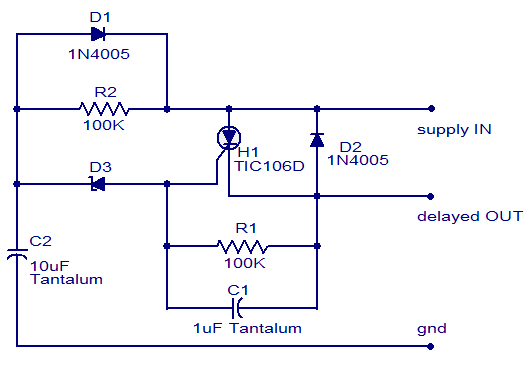 D1
1N4005
R2
100K
supply IN
H1
TIC106D
D2
1N4005
D3
delayed OUT
R1
100K
C2
10uF
Tantalum
C1
1uF Tantalum
gnd